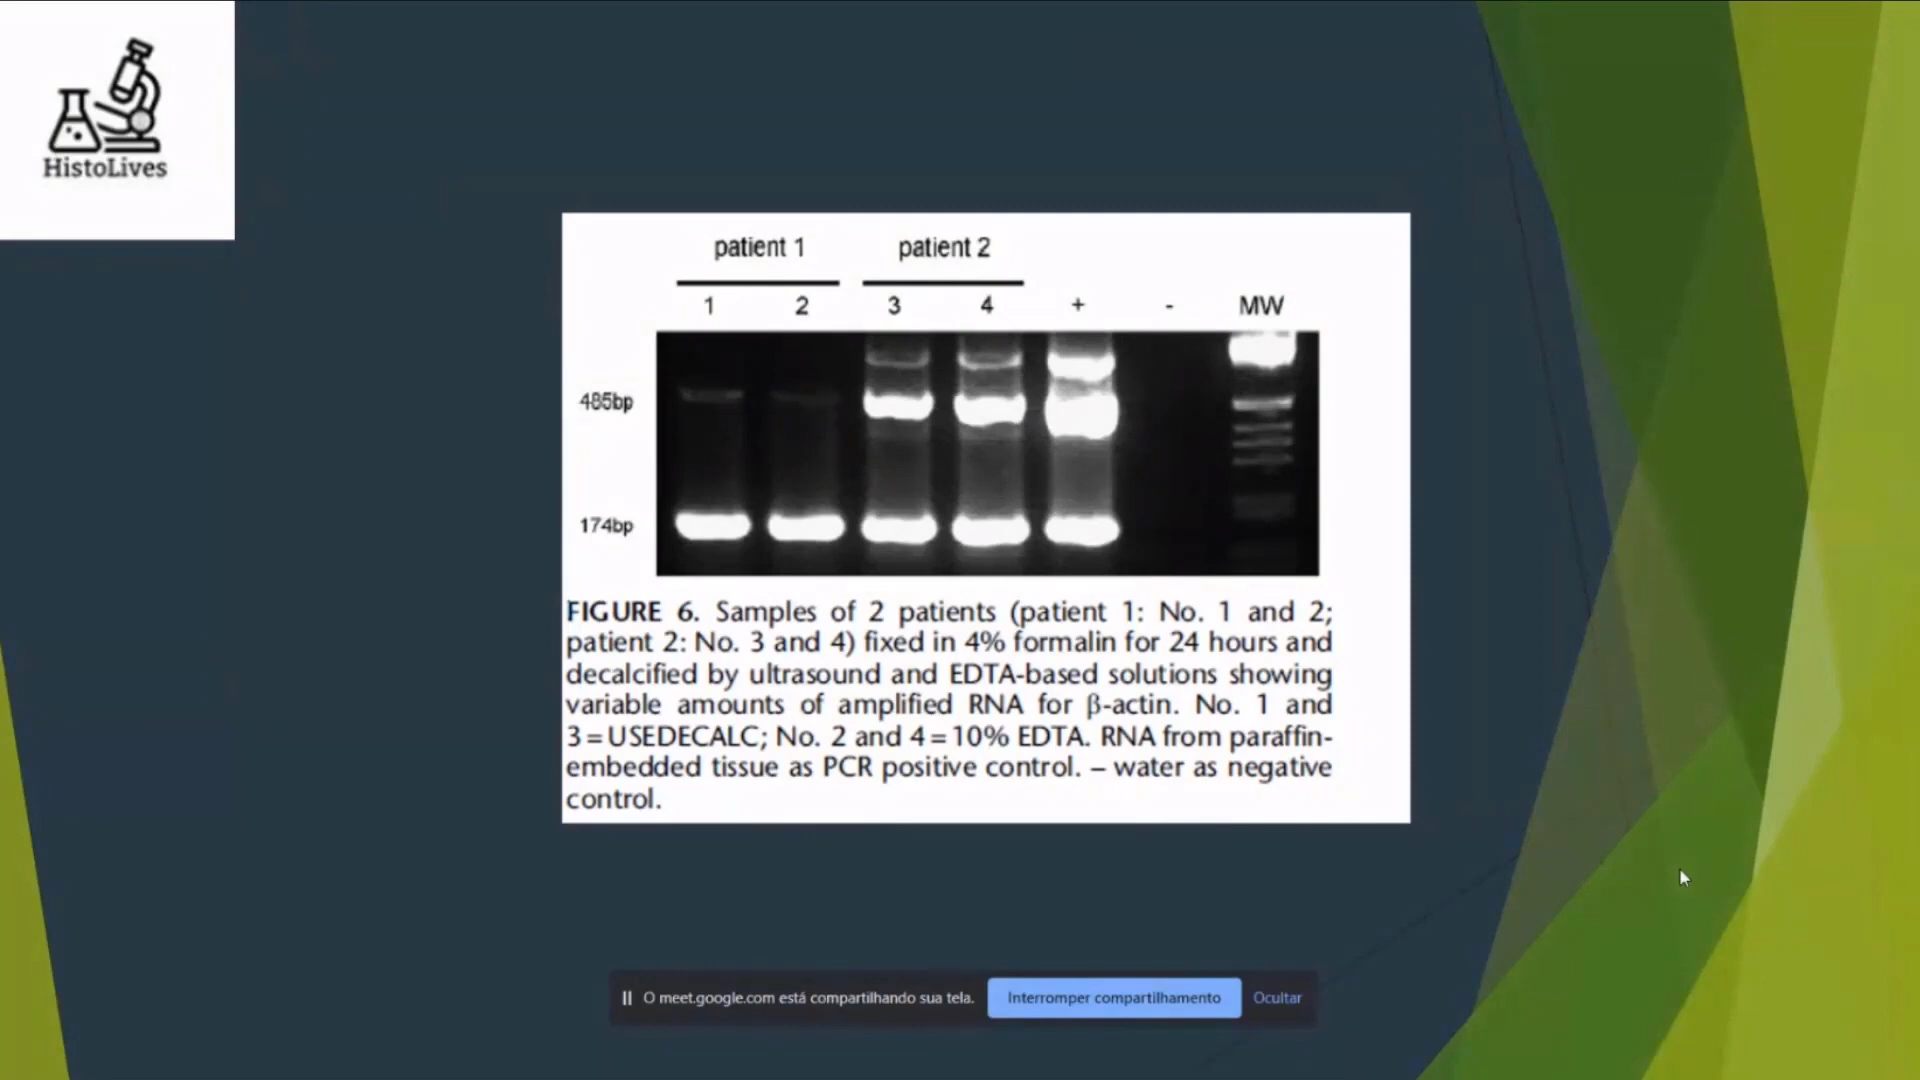 HistoLives
patient 1 patient 2
1 2 3 4 + - MW
485bp
174bp
FIGURE 6. Samples of 2 patients (patient 1: No. 1 and 2;
patient 2: No. 3 and 4) fixed in 4% formalin for 24 hours and
decalcified by ultrasound and EDTA-based solutions showing
variable amounts of amplified RNA for β-actin. No. 1 and
3 = USEDECALC; No. 2 and 4 = 10% EDTA. RNA from paraffin-
embedded tissue as PCR positive control. – water as negative
control.
O meet.google.com está compartilhando sua tela. Interromper compartilhamento Ocultar